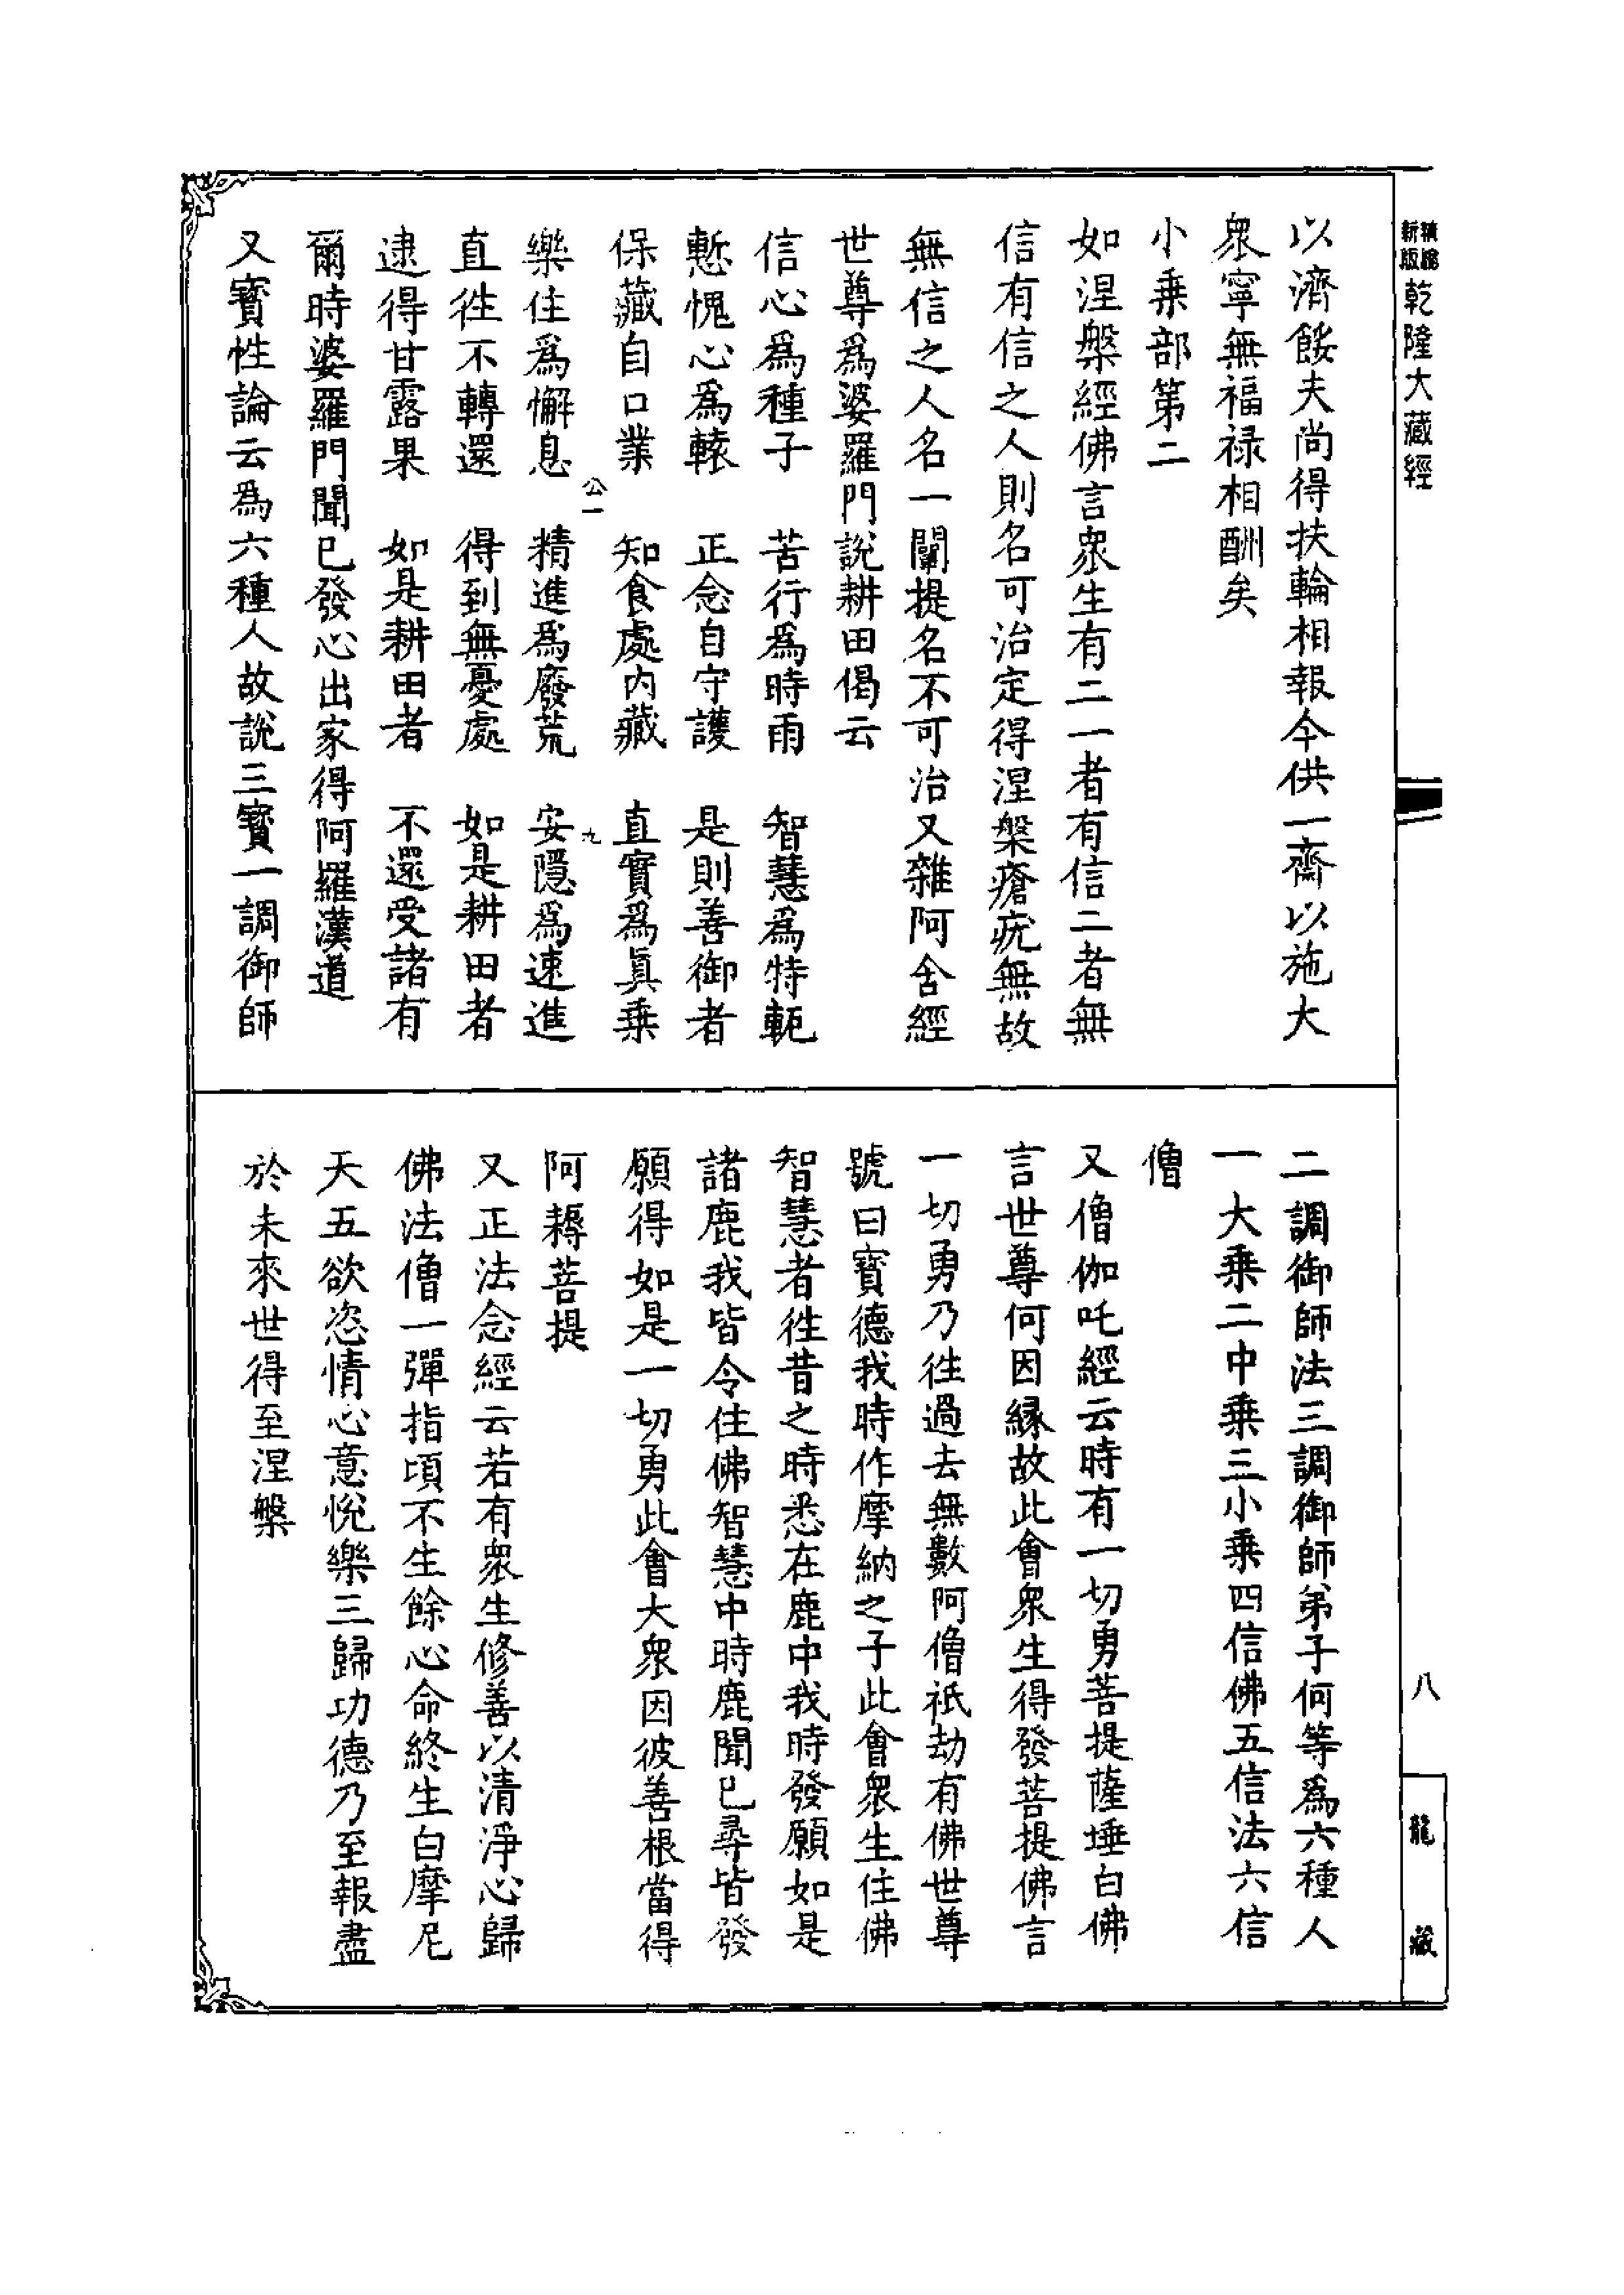 新版
精縮
乾隆大藏經
以濟餧夫尚得扶輪相報今供一齋以施大
衆寧無福祿相酬矣
小乗部第二
如涅槃經佛言衆生有二一者有信二者無
信有信之人則名可治定得涅槃瘡疣無故
無信之人名一闡提名不可治又雜阿含經
世尊爲婆羅門說耕田偈云
信心爲種子 苦行爲時雨 智慧爲特軛
慙愧心爲轅 正念自守護 是則善御者
保藏自口業 知食處內藏 直實爲眞乗
樂住爲懈息 精進爲廢荒 安隱爲速進
公一
九
直往不轉還 得到無憂處 如是耕田者
逮得甘露果 如是耕田者 不還受諸有
爾時婆羅門聞已發心出家得阿羅漢道
又寳性論云爲六種人故說三寳一調御師
二調御師法三調御師弟子何等爲六種人
一大乗二中乗三小乗四信佛五信法六信
僧
又僧伽吒經云時有一切勇菩提薩埵白佛
言世尊何因緣故此會衆生得發菩提佛言
一切勇乃往過去無數阿僧祇劫有佛世尊
號曰寳德我時作摩納之子此會衆生住佛
智慧者往昔之時悉在鹿中我時發願如是
諸鹿我皆令住佛智慧中時鹿聞已尋皆發
願得如是一切勇此會大衆因彼善根當得
阿耨菩提
又正法念經云若有衆生修善以清淨心歸
佛法僧一彈指頃不生餘心命終生白摩尼
天五欲恣情心意悅樂三歸功德乃至報盡
於未來世得至涅槃
八
龍藏